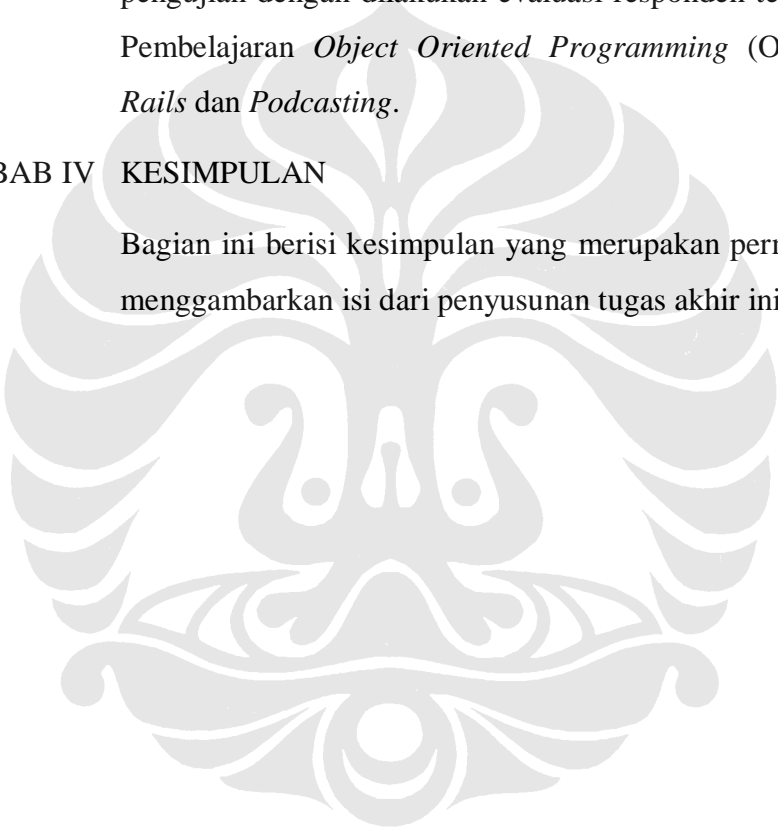 pengujian dengan dilakukan evaluasi responden
Pembelajaran Object Oriented Programming
Rails dan Podcasting.
BAB IV KESIMPULAN
Bagian ini berisi kesimpulan yang merupakan
menggambarkan isi dari penyusunan tugas akhir ini